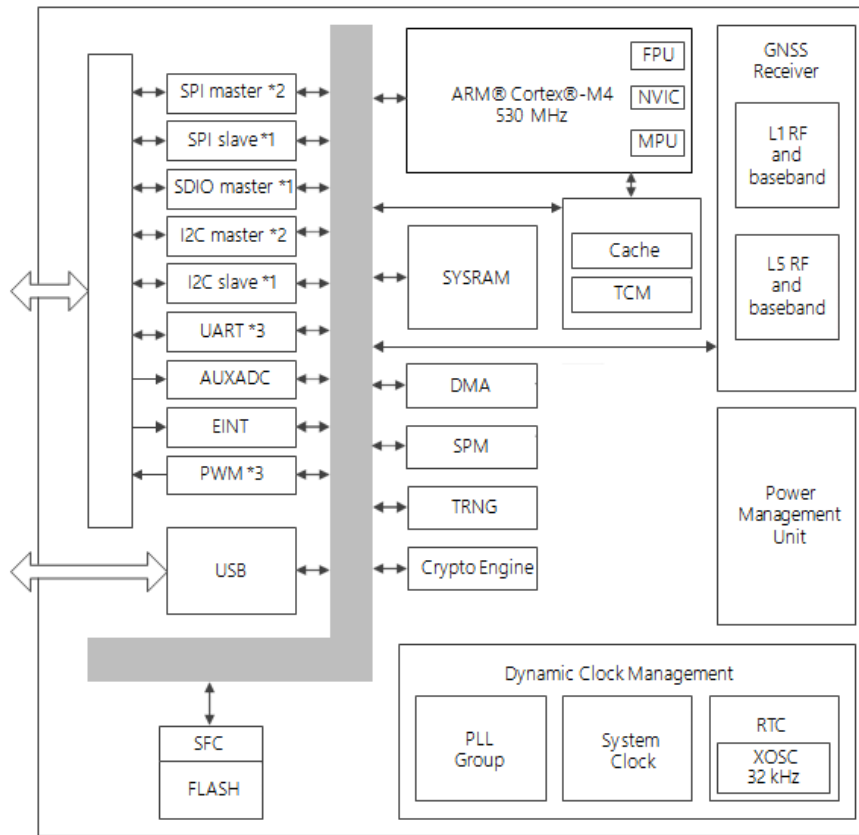 SPI master *2
SPI slave*1
SDIO master *1
I2C master *2
I2C slave *1
UART *3
AUXADC
EINT
PWM *3
USB
SFC
FLASH
ARM® Cortex®-M4
530 MHz
FPU
NVIC
MPU
SYSRAM
Cache
TCM
DMA
SPM
TRNG
Crypto Engine
GNSS
Receiver
L1 RF
and
baseband
L5 RF
and
baseband
Power
Management
Unit
Dynamic Clock Management
PLL
Group
System
Clock
RTC
XOSC
32 kHz